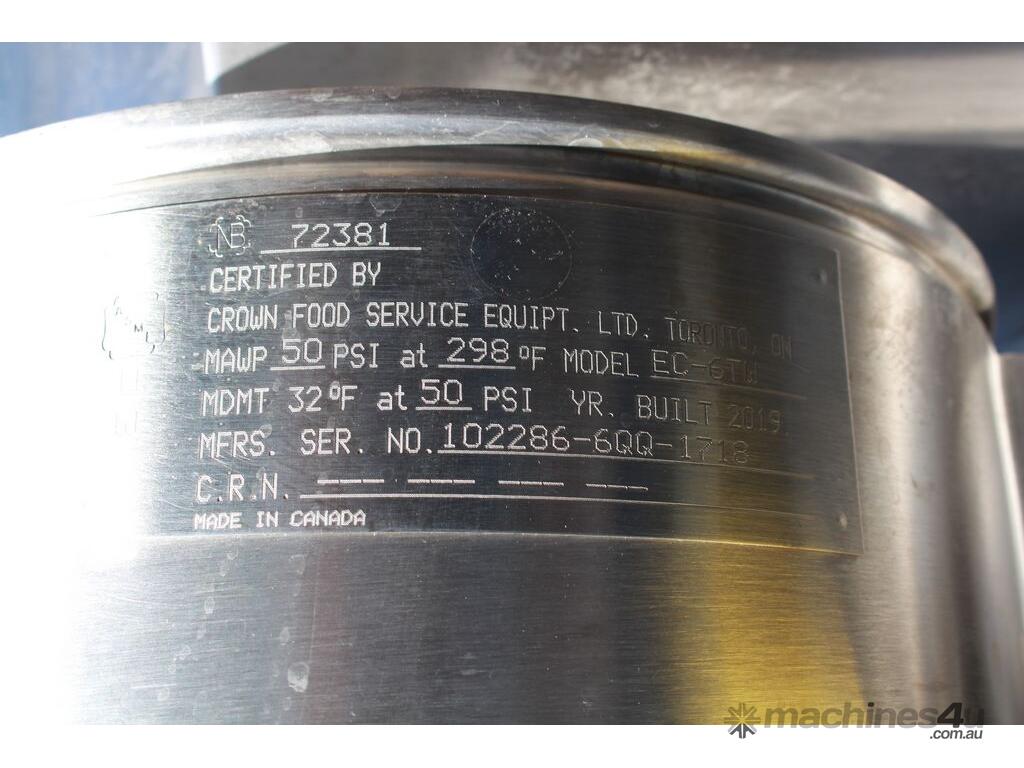 NB 72381
CERTIFIED BY
CROWN FOOD SERVICE EQUIPT. LTD. TORONTO, ON
MAWP 50 PSI at 298 ºF MODEL EC-6TW
MDMT 32ºF at 50 PSI YR. BUILT 2019.
MFRS. SER. NO. 102286-6QQ-1718
C.R.N.
MADE IN CANADA
machines4u
.com.au